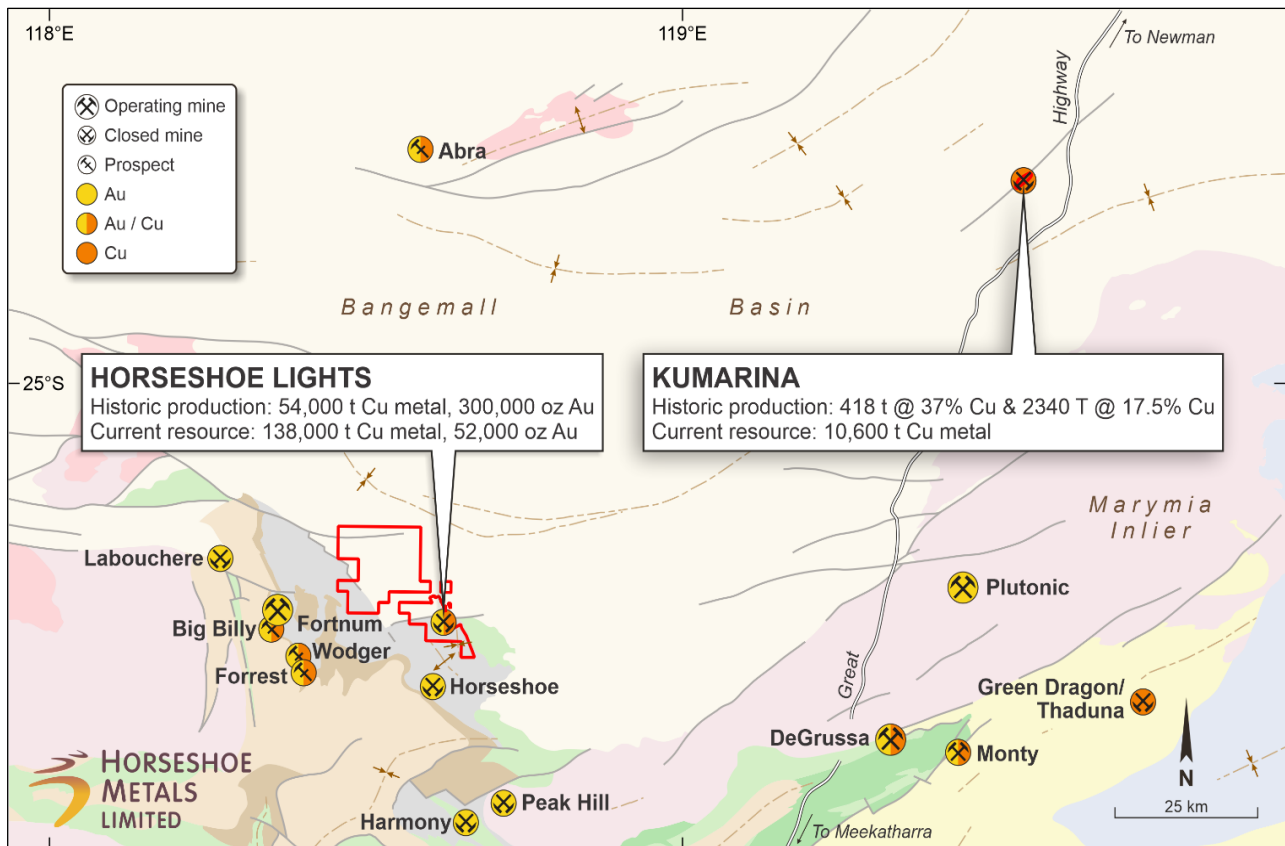 118°E
119°E
To Newman
Highway
Operating mine
Closed mine
Prospect
Au
Au / Cu
Cu
Abra
Bangemall Basin
HORSESHOE LIGHTS
Historic production: 54,000 t Cu metal, 300,000 oz Au
Current resource: 138,000 t Cu metal, 52,000 oz Au
KUMARINA
Historic production: 418 t @ 37% Cu & 2340 T @ 17.5% Cu
Current resource: 10,600 t Cu metal
25°S
Marymia
Inlier
Labouchere
Plutonic
Fortnum
Big Billy
Wodger
Forrest
Horseshoe
Great
Green Dragon/
Thaduna
DeGrussa
Monty
Peak Hill
Harmony
To Meekatharra
N
25 km
HORSESHOE
METALS
LIMITED